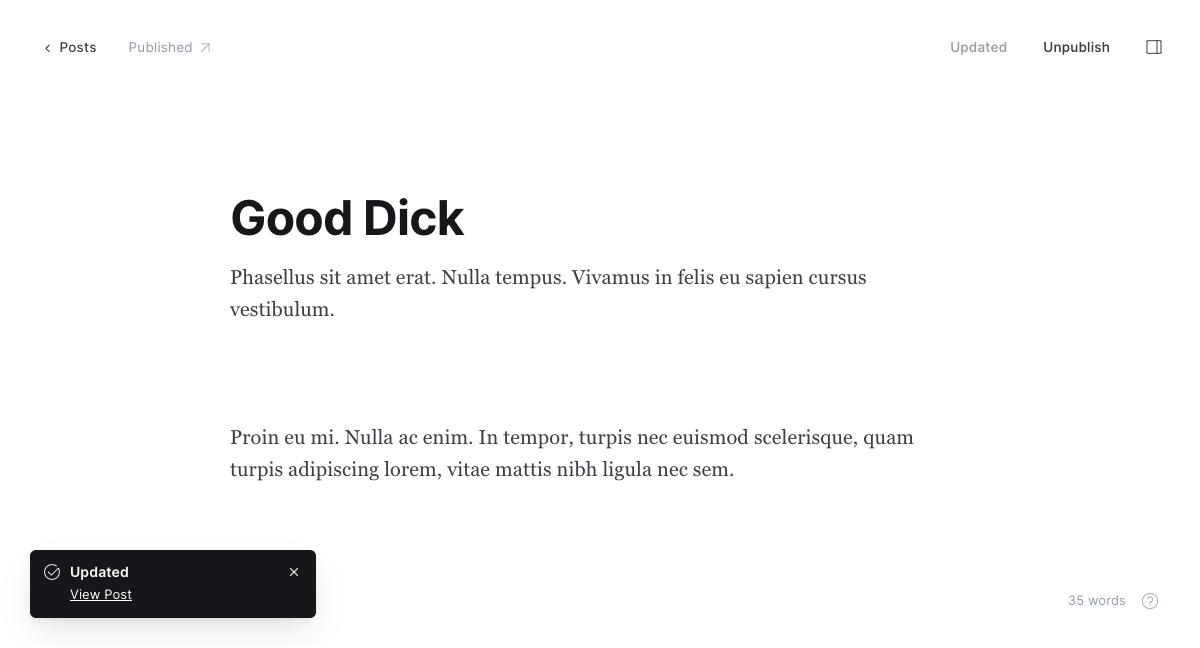 Posts
Published
Updated
Unpublish
Good Dick
Phasellus sit amet erat. Nulla tempus. Vivamus in felis eu sapien cursus
vestibulum.
Proin eu mi. Nulla ac enim. In tempor, turpis nec euismod scelerisque, quam
turpis adipiscing lorem, vitae mattis nibh ligula nec sem.
Updated
View Post
35 words